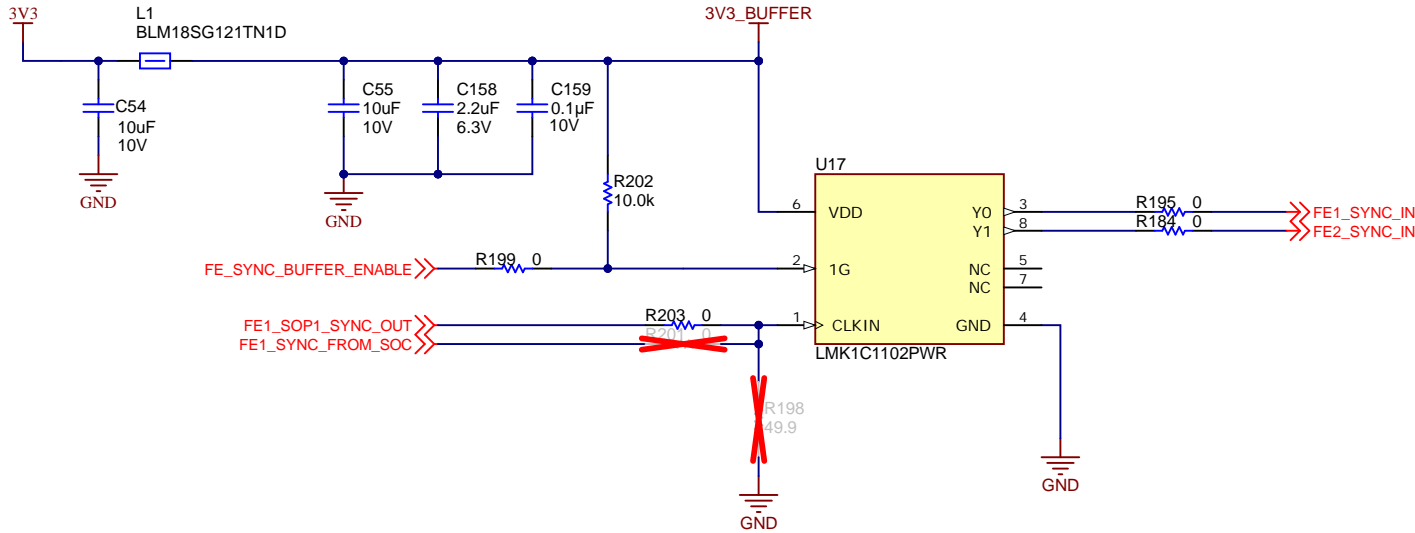 3V3
L1
BLM18SG121TN1D
3V3_BUFFER
C54
10uF
10V
GND
C55
10uF
10V
C158
2.2uF
6.3V
C159
0.1µF
10V
GND
R202
10.0k
U17
6 VDD
2 1G
1 CLKIN
Y0 3
Y1 8
NC 5
NC 7
GND 4
LMK1C1102PWR
R195 0
FE1_SYNC_IN
R184 0
FE2_SYNC_IN
FE_SYNC_BUFFER_ENABLE
R199 0
FE1_SOP1_SYNC_OUT
R203 0
FE1_SYNC_FROM_SOC
R201 0
R198
49.9
GND
GND